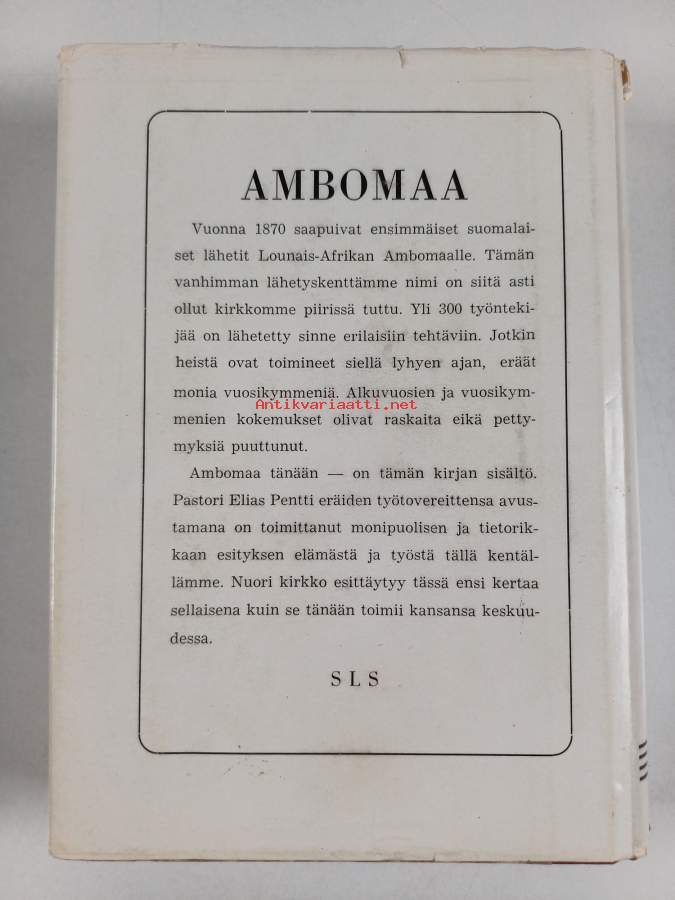 AMBOMAA
Vuonna 1870 saapuivat ensimmäiset suomalai-
set lähetit Lounais-Afrikan Ambomaalle. Tämän
vanhimman lähetyskenttämme nimi on siitä asti
ollut kirkkomme piirissä tuttu. Yli 300 työnteki-
jää on lähetetty sinne erilaisiin tehtäviin. Jotkin
heistä ovat toimineet siellä lyhyen ajan, eräät
monia vuosikymmeniä. Alkuvuosien ja vuosikym-
Antikvariaatti.net
menien kokemukset olivat raskaita eikä petty-
myksiä puuttunut.
Ambomaa tänään — on tämän kirjan sisältö.
Pastori Elias Pentti eräiden työtovereittensa avus-
tamana on toimittanut monipuolisen ja tietorik-
kaan esityksen elämästä ja työstä tällä kentäl-
lämme. Nuori kirkko esittäytyy tässä ensi kertaa
sellaisena kuin se tänään toimii kansansa keskuu-
dessa.
SLS